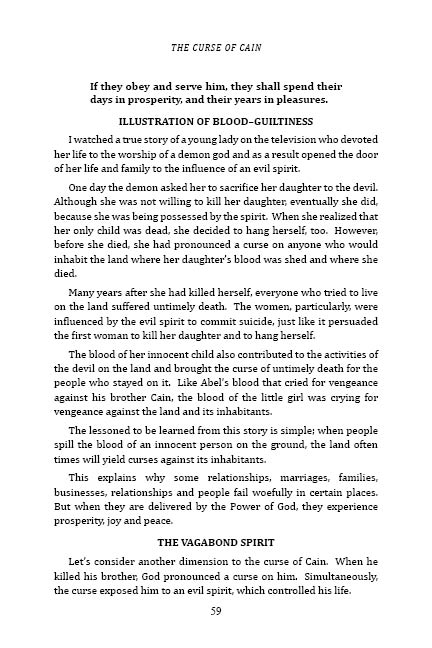 THE CURSE OF CAIN
If they obey and serve him, they shall spend their
days in prosperity, and their years in pleasures.
ILLUSTRATION OF BLOOD–GUILTINESS
I watched a true story of a young lady on the television who devoted
her life to the worship of a demon god and as a result opened the door
of her life and family to the influence of an evil spirit.
One day the demon asked her to sacrifice her daughter to the devil.
Although she was not willing to kill her daughter, eventually she did,
because she was being possessed by the spirit. When she realized that
her only child was dead, she decided to hang herself, too. However,
before she died, she had pronounced a curse on anyone who would
inhabit the land where her daughter's blood was shed and where she
died.
Many years after she had killed herself, everyone who tried to live
on the land suffered untimely death. The women, particularly, were
influenced by the evil spirit to commit suicide, just like it persuaded
the first woman to kill her daughter and to hang herself.
The blood of her innocent child also contributed to the activities of
the devil on the land and brought the curse of untimely death for the
people who stayed on it. Like Abel's blood that cried for vengeance
against his brother Cain, the blood of the little girl was crying for
vengeance against the land and its inhabitants.
The lessoned to be learned from this story is simple; when people
spill the blood of an innocent person on the ground, the land often
times will yield curses against its inhabitants.
This explains why some relationships, marriages, families,
businesses, relationships and people fail woefully in certain places.
But when they are delivered by the Power of God, they experience
prosperity, joy and peace.
THE VAGABOND SPIRIT
Let's consider another dimension to the curse of Cain. When he
killed his brother, God pronounced a curse on him. Simultaneously,
the curse exposed him to an evil spirit, which controlled his life.
59